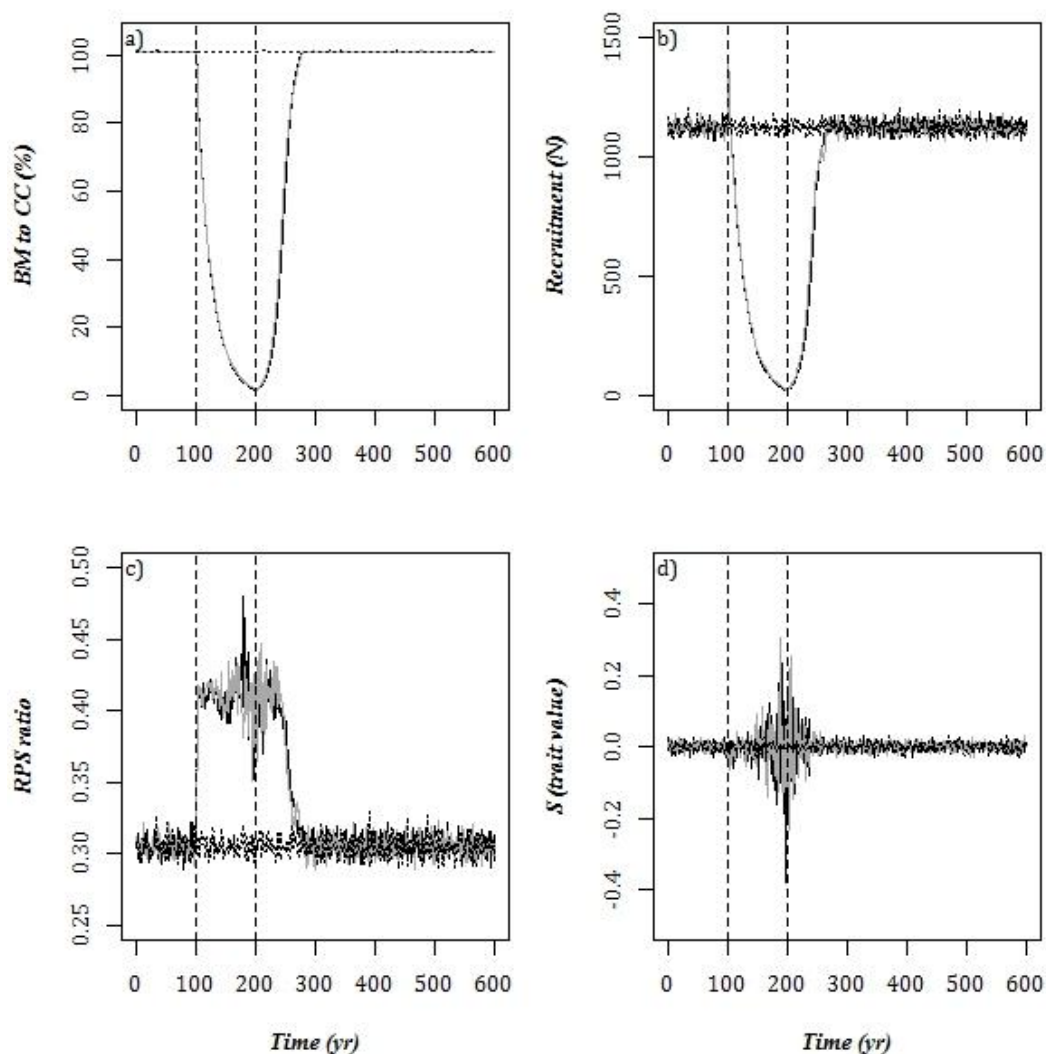 a)
BM to CC (%)
100
80
60
40
20
0
0 100 200 300 400 500 600
b)
Recruitment (N)
1500
1000
500
0
0 100 200 300 400 500 600
c)
RPS ratio
0.50
0.45
0.40
0.35
0.30
0.25
0 100 200 300 400 500 600
Time (yr)
d)
S (trait value)
0.4
0.2
0.0
-0.2
-0.4
0 100 200 300 400 500 600
Time (yr)